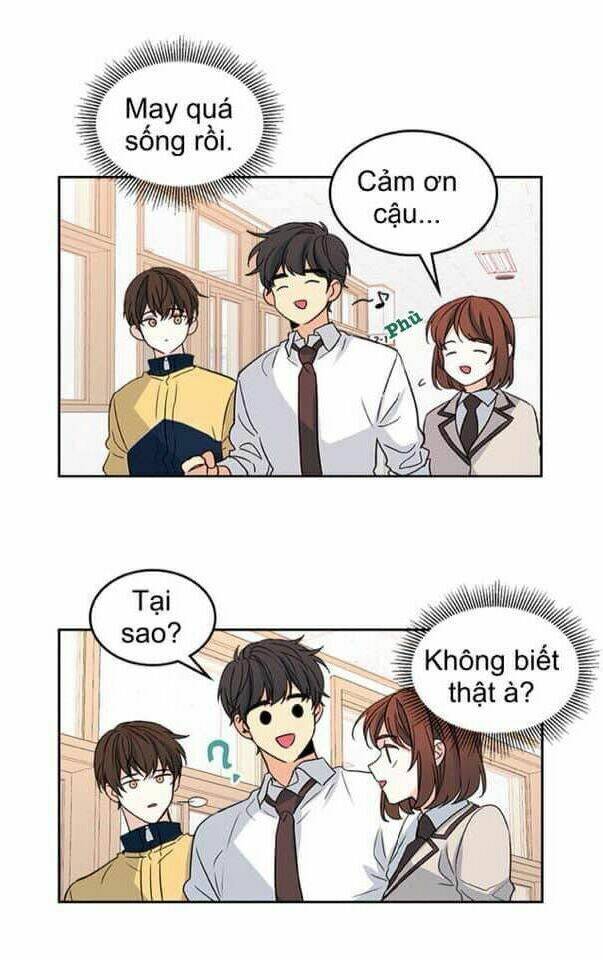 May quá
sống rồi.
Cảm ơn
cậu...
Phù
Tại
sao?
Không biết
thật à?